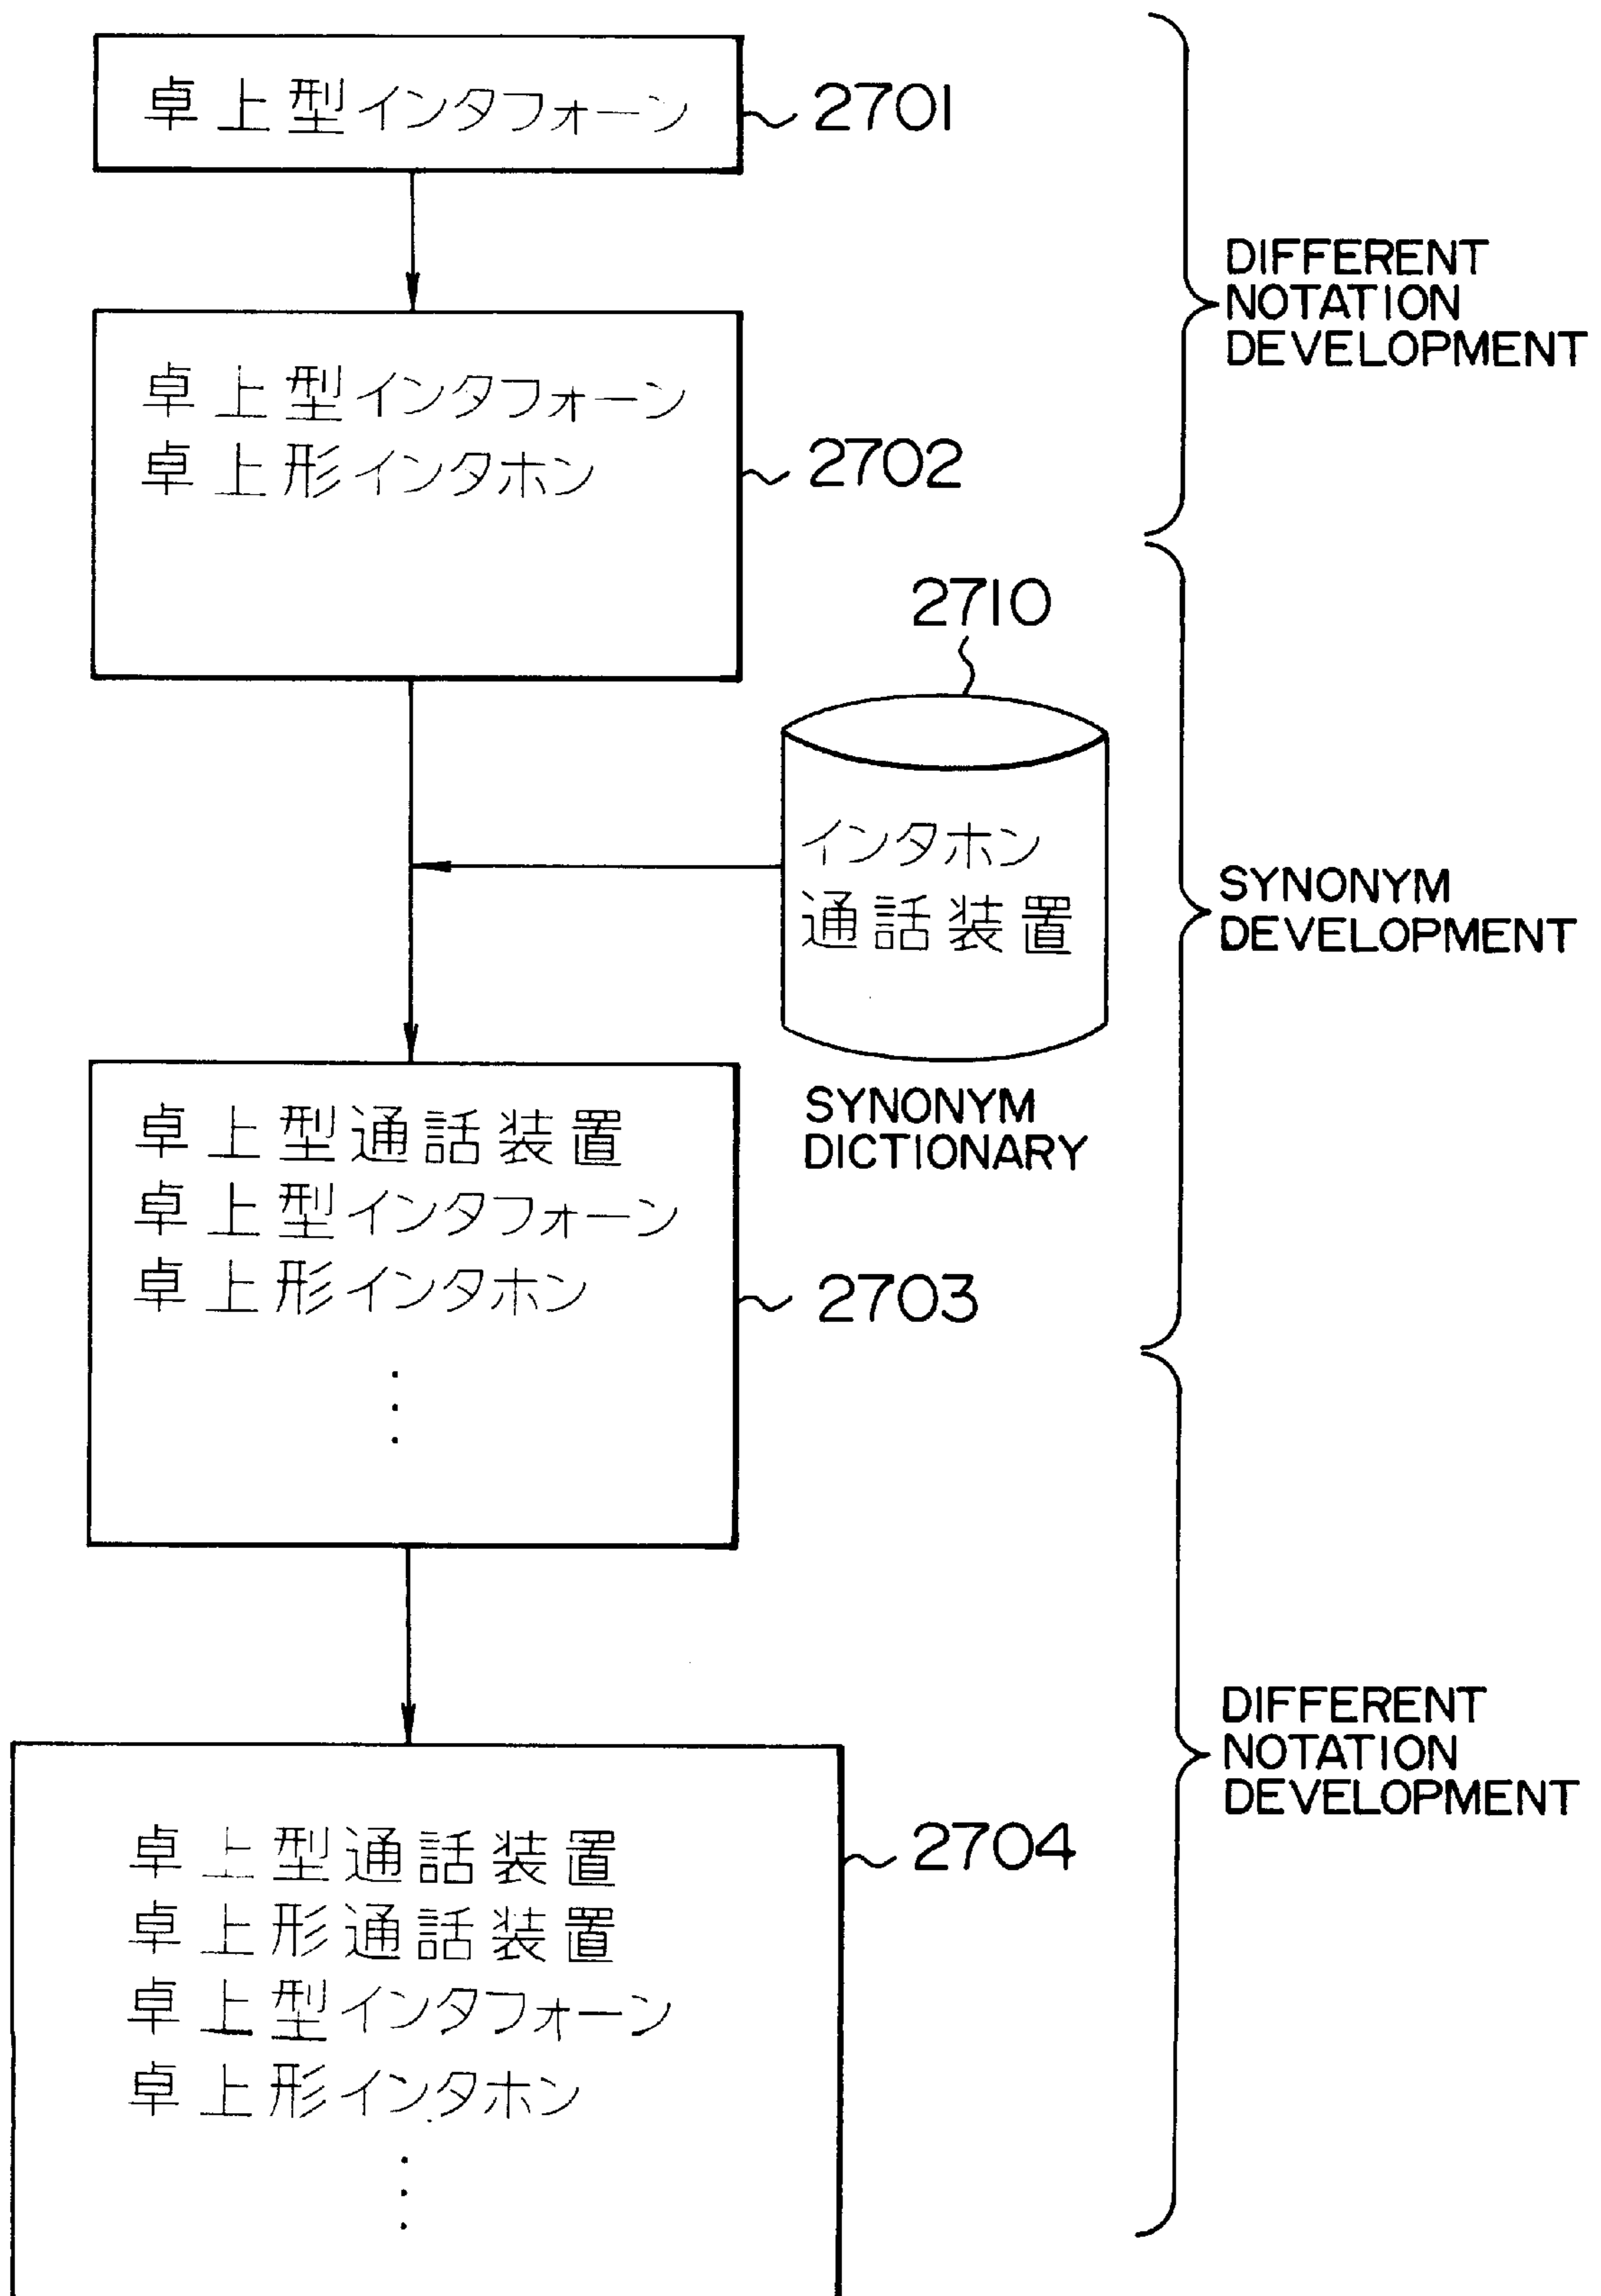 卓上型インタフォーン
2701
DIFFERENT
NOTATION
DEVELOPMENT
卓上型インタフォーン
卓上形インタホン
2702
2710
インタホン
通話装置
SYNONYM
DICTIONARY
SYNONYM
DEVELOPMENT
卓上型通話装置
卓上型インタフォーン
卓上形インタホン
⋮
2703
DIFFERENT
NOTATION
DEVELOPMENT
卓上型通話装置
卓上形通話装置
卓上型インタフォーン
卓上形インタホン
⋮
2704